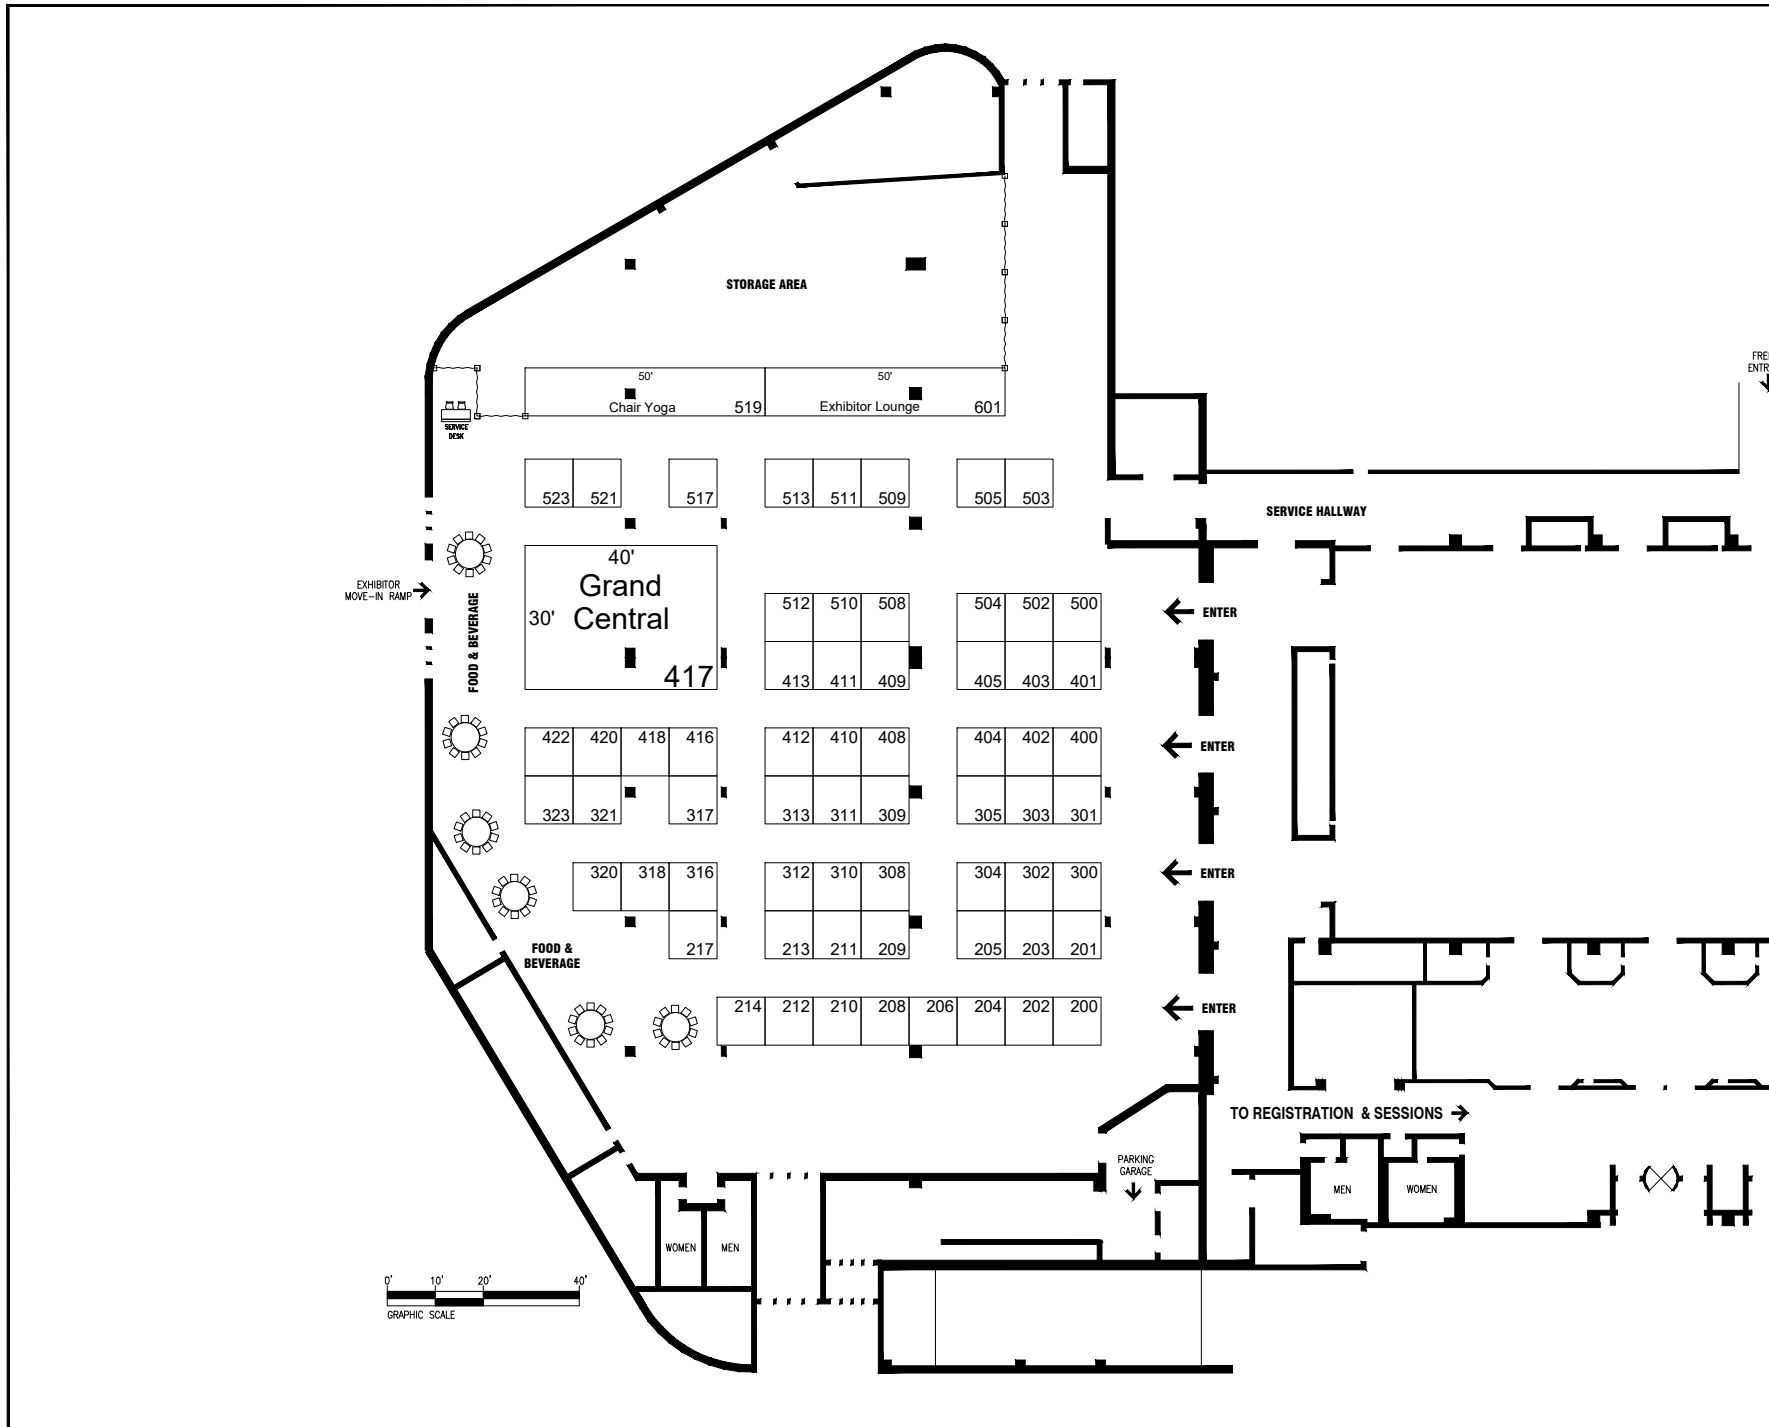 STORAGE AREA
FREI
ENTR
50'
50'
Chair Yoga 519
Exhibitor Lounge 601
SERVICE
DESK
523 521 517 513 511 509 505 503
SERVICE HALLWAY
40'
Grand
Central
30'
417
EXHIBITOR
MOVE-IN RAMP
FOOD & BEVERAGE
512 510 508 504 502 500
ENTER
413 411 409 405 403 401
422 420 418 416 412 410 408 404 402 400
ENTER
323 321 317 313 311 309 305 303 301
320 318 316 312 310 308 304 302 300
ENTER
217 213 211 209 205 203 201
FOOD &
BEVERAGE
214 212 210 208 206 204 202 200
ENTER
TO REGISTRATION & SESSIONS
PARKING
GARAGE
MEN
WOMEN
WOMEN
MEN
0' 10' 20' 40'
GRAPHIC SCALE